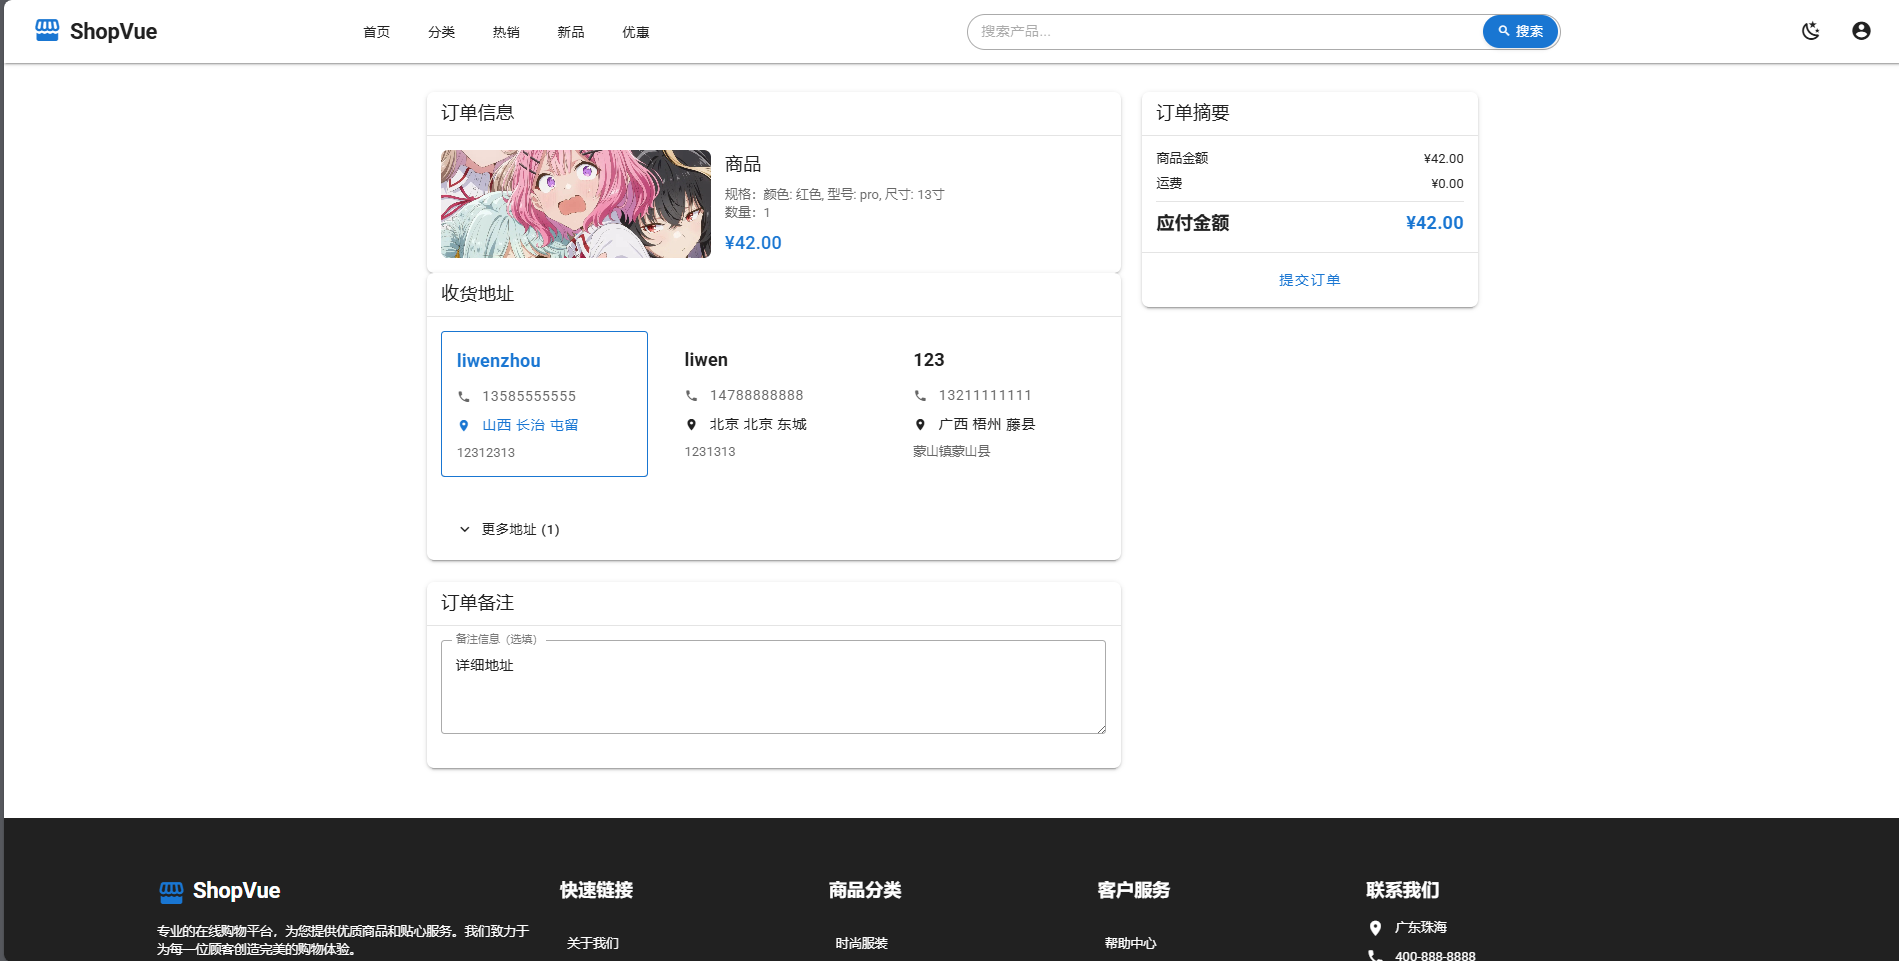 ShopVue
首页
分类
热销
新品
优惠
搜索产品...
搜索
订单信息
商品
规格：颜色: 红色, 型号: pro, 尺寸: 13寸
数量：1
¥42.00
收货地址
liwenzhou
13585555555
山西 长治 屯留
12312313
liwen
14788888888
北京 北京 东城
1231313
123
13211111111
广西 梧州 藤县
蒙山镇蒙山县
更多地址 (1)
订单备注
备注信息（选填）
详细地址
订单摘要
商品金额 ¥42.00
运费 ¥0.00
应付金额 ¥42.00
提交订单
ShopVue
专业的在线购物平台，为您提供优质商品和贴心服务。我们致力于
为每一位顾客创造完美的购物体验。
快速链接
关于我们
商品分类
时尚服装
客户服务
帮助中心
联系我们
广东珠海
400-888-8888